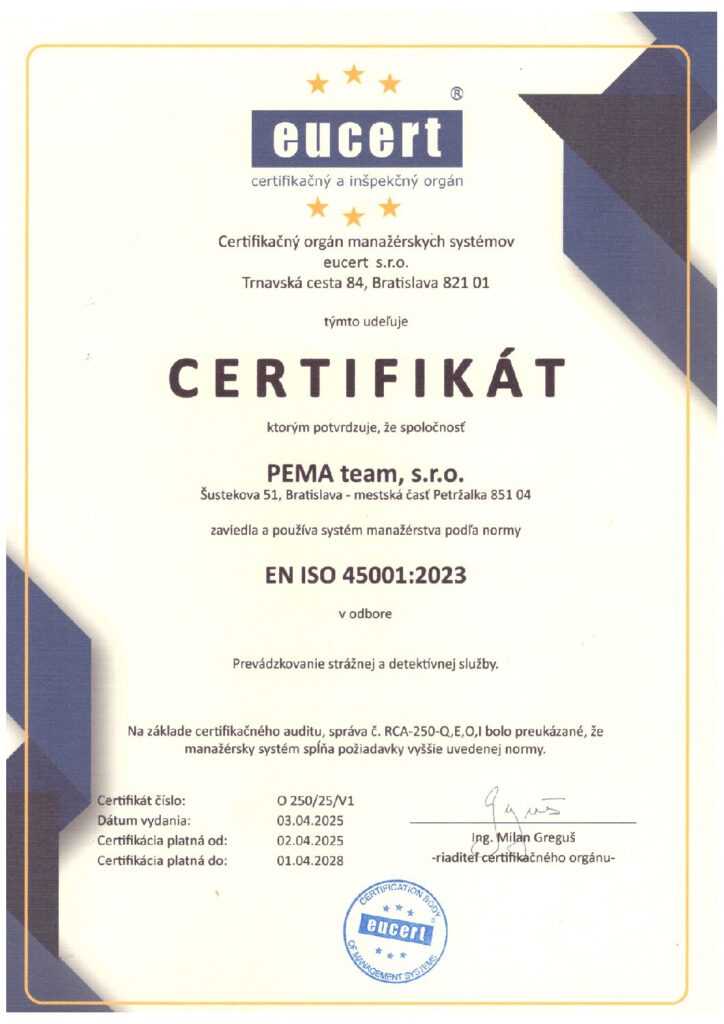 ®
eucert
certifikačný a inšpekčný orgán
Certifikačný orgán manažérskych systémov
eucert s.r.o.
Trnavská cesta 84, Bratislava 821 01
týmto udeľuje
CERTIFIKÁT
ktorým potvrdzuje, že spoločnosť
PEMA team, s.r.o.
Šustekova 51, Bratislava - mestská časť Petržalka 851 04
zaviedla a používa systém manažérstva podľa normy
EN ISO 45001:2023
v odbore
Prevádzkovanie strážnej a detektívnej služby.
Na základe certifikačného auditu, správa č. RCA-250-Q,E,O,I bolo preukázané, že
manažérsky systém spĺňa požiadavky vyššie uvedenej normy.
Certifikát číslo: O 250/25/V1
Dátum vydania: 03.04.2025
Certifikácia platná od: 02.04.2025
Certifikácia platná do: 01.04.2028
Ing. Milan Greguš
-riaditeľ certifikačného orgánu-
CERTIFICATION BODY
eucert
®
OF MANAGEMENT SYSTEMS